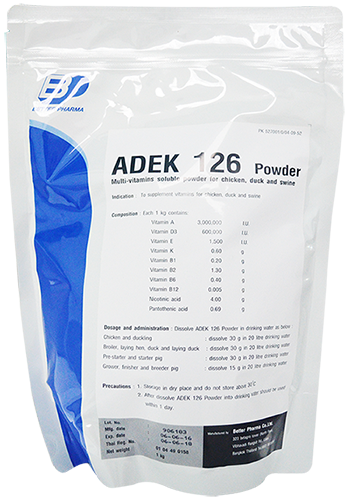 BETTER PHARMA
ADEK 126 Powder
Multi-vitamins soluble powder for chicken, duck and swine
Indication : To supplement vitamins for chicken, duck and swine
Composition : Each 1 kg contains
Vitamin A 3,000,000 I.U.
Vitamin D3 600,000 I.U.
Vitamin E 1,500 I.U.
Vitamin K 0.60 g
Vitamin B1 0.20 g
Vitamin B2 1.30 g
Vitamin B6 0.40 g
Vitamin B12 0.005 g
Nicotinic acid 4.00 g
Pantothenic acid 0.69 g
Dosage and administration : Dissolve ADEK 126 Powder in drinking water as below
Chicken and duckling : dissolve 30 g in 20 litre drinking water
Broiler, laying hen, duck and laying duck : dissolve 30 g in 20 litre drinking water
Pre-starter and starter pig : dissolve 30 g in 20 litre drinking water
Grower, finisher and breeder pig : dissolve 15 g in 20 litre drinking water
Precautions : 1. Storage in dry place and do not store above 30°C
2. After dissolve ADEK 126 Powder into drinking water should be used
within 1 day.
Lot. No. : 906103
Mfg. date : 06-06-16
Exp. date : 06-06-18
Thai Reg. No. : 01 04 49 0156
Net weight : 1 kg
Manufactured by Better Pharma Co.,Ltd.
Bangkok Thailand